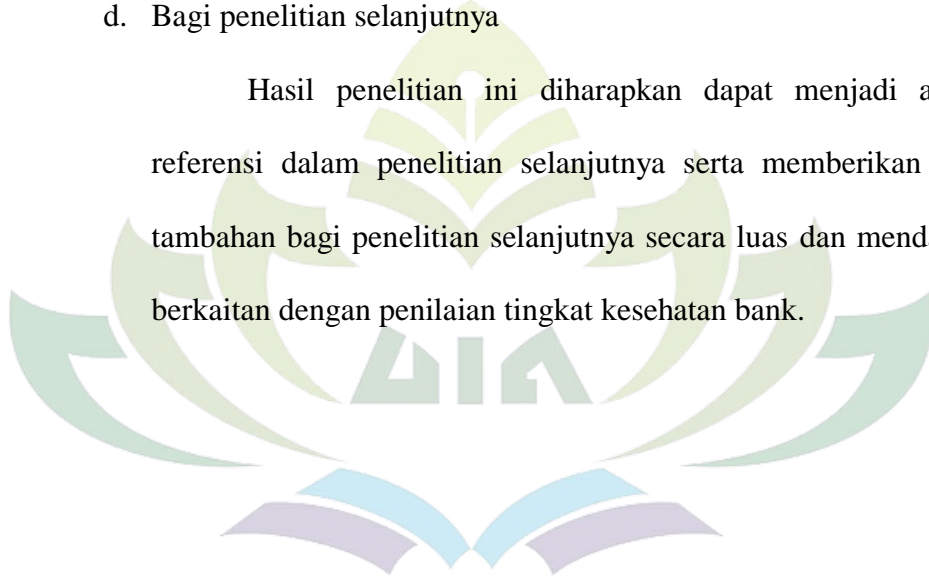 d. Bagi penelitian selanjutnya
Hasil penelitian ini diharapkan dapat menjadi
referensi dalam penelitian selanjutnya serta memberikan
tambahan bagi penelitian selanjutnya secara luas dan
berkaitan dengan penilaian tingkat kesehatan bank.
UIN